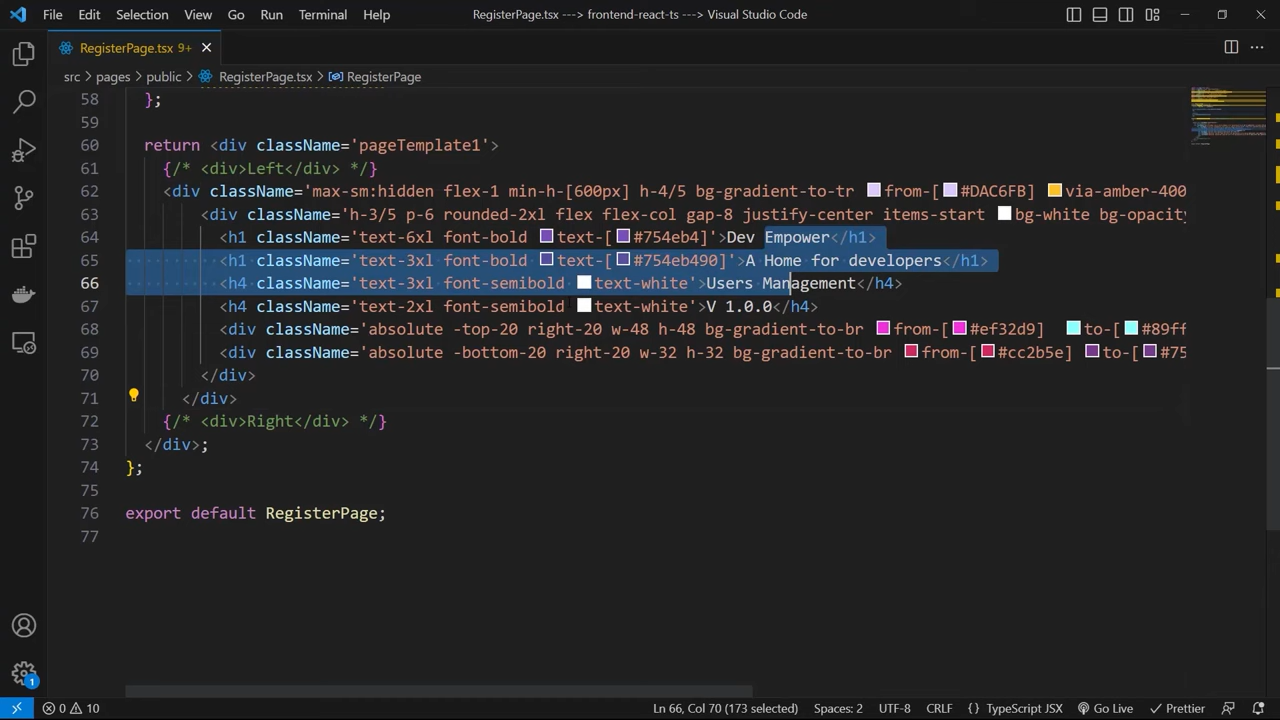 File Edit Selection View Go Run Terminal Help RegisterPage.tsx ---> frontend-react-ts - Visual Studio Code
RegisterPage.tsx 9+
src > pages > public > RegisterPage.tsx > RegisterPage
58 };
59
60 return <div className='pageTemplate1'>
61 {/* <div>Left</div> */}
62 <div className='max-sm:hidden flex-1 min-h-[600px] h-4/5 bg-gradient-to-tr from-[#DAC6FB] via-amber-400
63 <div className='h-3/5 p-6 rounded-2xl flex flex-col gap-8 justify-center items-start bg-white bg-opacity
64 <h1 className='text-6xl font-bold text-[#754eb4]'>Dev Empower</h1>
65 <h1 className='text-3xl font-bold text-[#754eb490]'>A Home for developers</h1>
66 <h4 className='text-3xl font-semibold text-white'>Users Management</h4>
67 <h4 className='text-2xl font-semibold text-white'>V 1.0.0</h4>
68 <div className='absolute -top-20 right-20 w-48 h-48 bg-gradient-to-br from-[#ef32d9] to-[#89ff
69 <div className='absolute -bottom-20 right-20 w-32 h-32 bg-gradient-to-br from-[#cc2b5e] to-[#75
70 </div>
71 </div>
72 {/* <div>Right</div> */}
73 </div>;
74 };
75
76 export default RegisterPage;
77
1
0 10 Ln 66, Col 70 (173 selected) Spaces: 2 UTF-8 CRLF {} TypeScript JSX Go Live Prettier